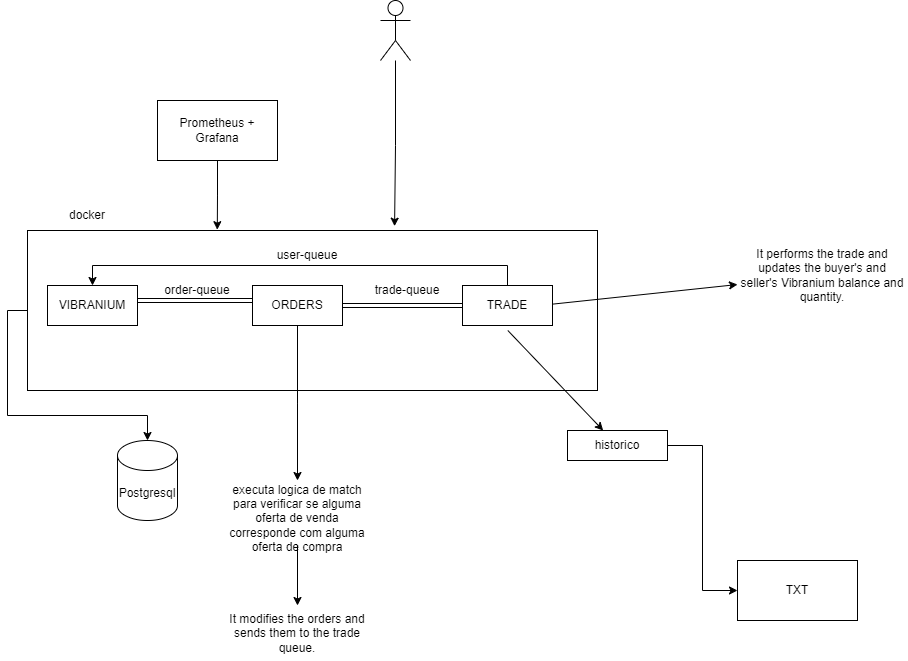 Prometheus +
Grafana
docker
user-queue
order-queue
trade-queue
VIBRANIUM
ORDERS
TRADE
It performs the trade and
updates the buyer's and
seller's Vibranium balance and
quantity.
historico
Postgresql
executa logica de match
para verificar se alguma
oferta de venda
corresponde com alguma
oferta de compra
TXT
It modifies the orders and
sends them to the trade
queue.